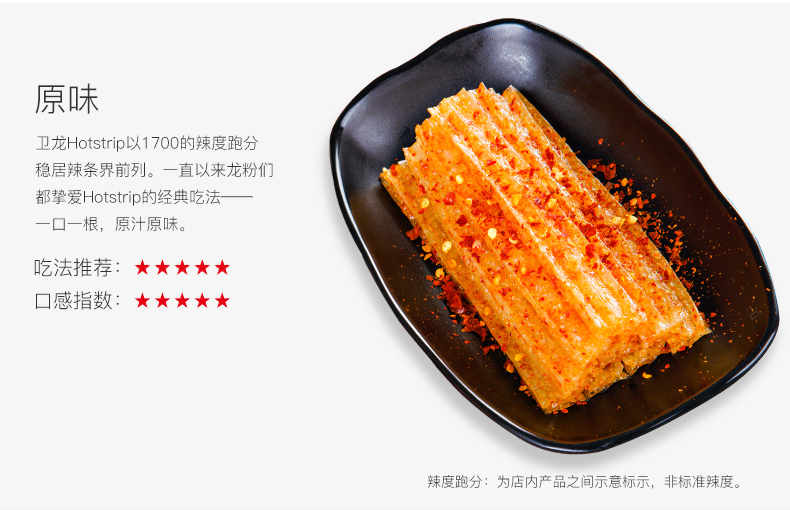 原味
卫龙Hotstrip以1700的辣度跑分
稳居辣条界前列。一直以来龙粉们
都挚爱Hotstrip的经典吃法——
一口一根，原汁原味。
吃法推荐：★★★★★
口感指数：★★★★★
辣度跑分：为店内产品之间示意标示，非标准辣度。